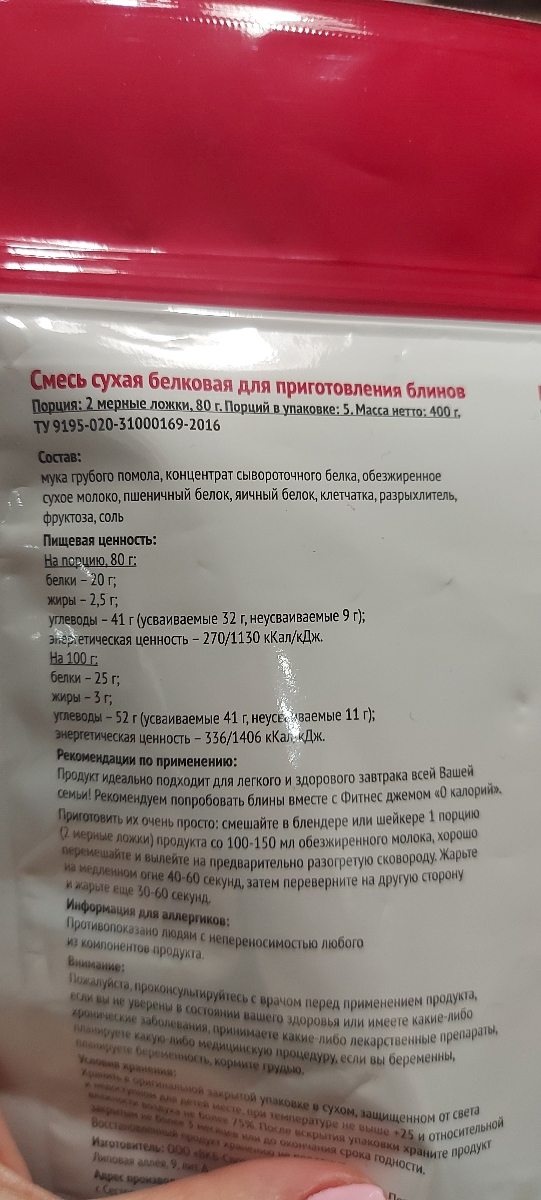 Смесь сухая белковая для приготовления блинов
Порция: 2 мерные ложки, 80 г. Порций в упаковке: 5. Масса нетто: 400 г.
ТУ 9195-020-31000169-2016
Состав:
мука грубого помола, концентрат сывороточного белка, обезжиренное
сухое молоко, пшеничный белок, яичный белок, клетчатка, разрыхлитель,
фруктоза, соль
Пищевая ценность:
На порцию, 80 г:
белки – 20 г;
жиры – 2,5 г;
углеводы – 41 г (усваиваемые 32 г, неусваиваемые 9 г);
энергетическая ценность – 270/1130 кКал/кДж.
На 100 г:
белки – 25 г;
жиры – 3 г;
углеводы – 52 г (усваиваемые 41 г, неусваиваемые 11 г);
энергетическая ценность – 336/1406 кКал/кДж.
Рекомендации по применению:
Продукт идеально подходит для легкого и здорового завтрака всей Вашей
семьи! Рекомендуем попробовать блины вместе с Фитнес джемом «0 калорий».
Приготовить их очень просто: смешайте в блендере или шейкере 1 порцию
(2 мерные ложки) продукта со 100-150 мл обезжиренного молока, хорошо
перемешайте и вылейте на предварительно разогретую сковороду. Жарьте
на медленном огне 40-60 секунд, затем переверните на другую сторону
и жарьте еще 30-60 секунд.
Информация для аллергиков:
Противопоказано людям с непереносимостью любого
из компонентов продукта.
Внимание:
Пожалуйста, проконсультируйтесь с врачом перед применением продукта,
если вы не уверены в состоянии вашего здоровья или имеете какие-либо
хронические заболевания, принимаете какие-либо лекарственные препараты,
планируете какую-либо медицинскую процедуру, если вы беременны,
планируете беременность, кормите грудью.
Условия хранения:
Хранить в оригинальной закрытой упаковке в сухом, защищенном от света
и недоступном для детей месте, при температуре не выше +25 и относительной
влажности воздуха не более 75%. После вскрытия упаковки храните продукт
закрытым не более 3 месяцев или до окончания срока годности.
Восстановленный продукт
Изготовитель: ООО
Липовая аллея, 9,
Адрес